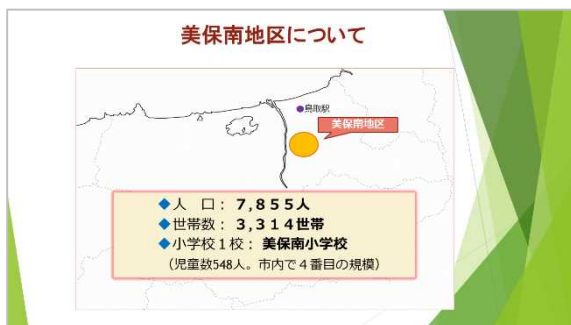 美保南地区について
鳥取駅
美保南地区
◆人　口： 7,855人
◆世帯数： 3,314世帯
◆小学校１校： 美保南小学校
（児童数548人。市内で４番目の規模）